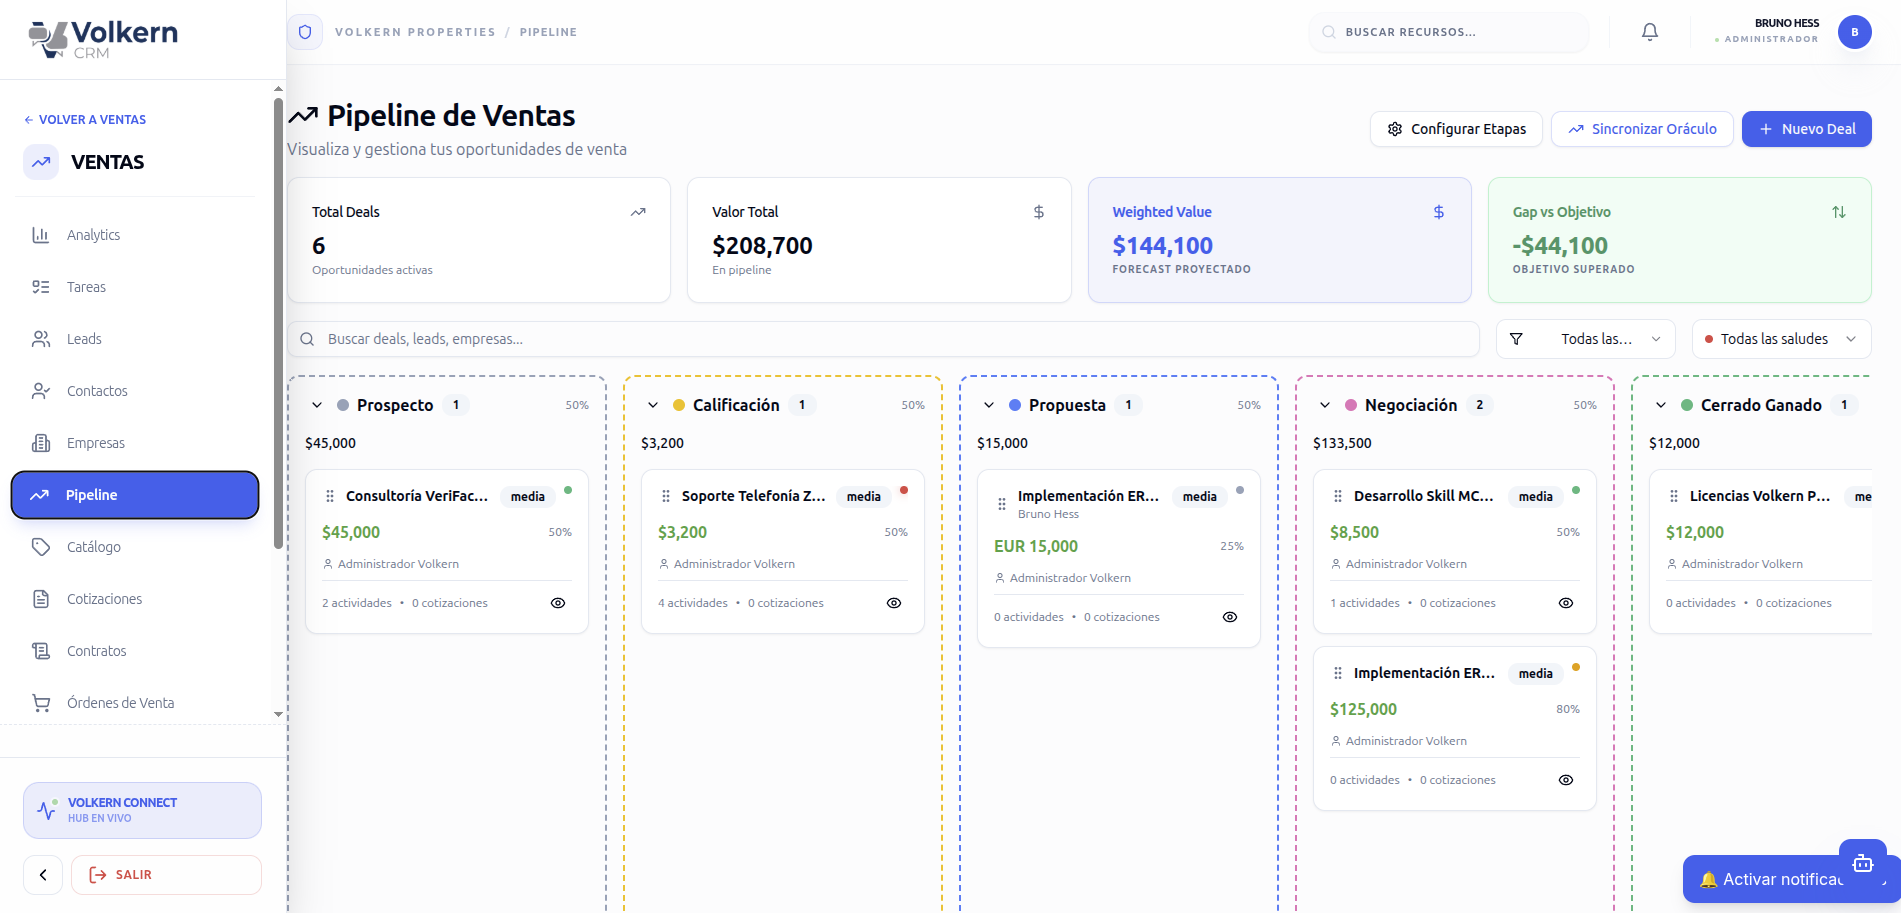 Volkern
CRM
VOLKERN PROPERTIES / PIPELINE
BUSCAR RECURSOS...
BRUNO HESS
ADMINISTRADOR
B
← VOLVER A VENTAS
VENTAS
Analytics
Tareas
Leads
Contactos
Empresas
Pipeline
Catálogo
Cotizaciones
Contratos
Órdenes de Venta
VOLKERN CONNECT
HUB EN VIVO
SALIR
Pipeline de Ventas
Visualiza y gestiona tus oportunidades de venta
Configurar Etapas
Sincronizar Oráculo
+ Nuevo Deal
Total Deals
6
Oportunidades activas
Valor Total
$
$208,700
En pipeline
Weighted Value
$
$144,100
FORECAST PROYECTADO
Gap vs Objetivo
-$44,100
OBJETIVO SUPERADO
Buscar deals, leads, empresas...
Todas las...
Todas las saludes
Prospecto 1 50%
$45,000
Consultoría VeriFac... media
$45,000 50%
Administrador Volkern
2 actividades • 0 cotizaciones
Calificación 1 50%
$3,200
Soporte Telefonía Z... media
$3,200 50%
Administrador Volkern
4 actividades • 0 cotizaciones
Propuesta 1 50%
$15,000
Implementación ER... media
Bruno Hess
EUR 15,000 25%
Administrador Volkern
0 actividades • 0 cotizaciones
Negociación 2 50%
$133,500
Desarrollo Skill MC... media
$8,500 50%
Administrador Volkern
1 actividades • 0 cotizaciones
Implementación ER... media
$125,000 80%
Administrador Volkern
0 actividades • 0 cotizaciones
Cerrado Ganado 1
$12,000
Licencias Volkern P... me
$12,000
Administrador Volkern
0 actividades • 0 cotizaciones
🔔 Activar notificac